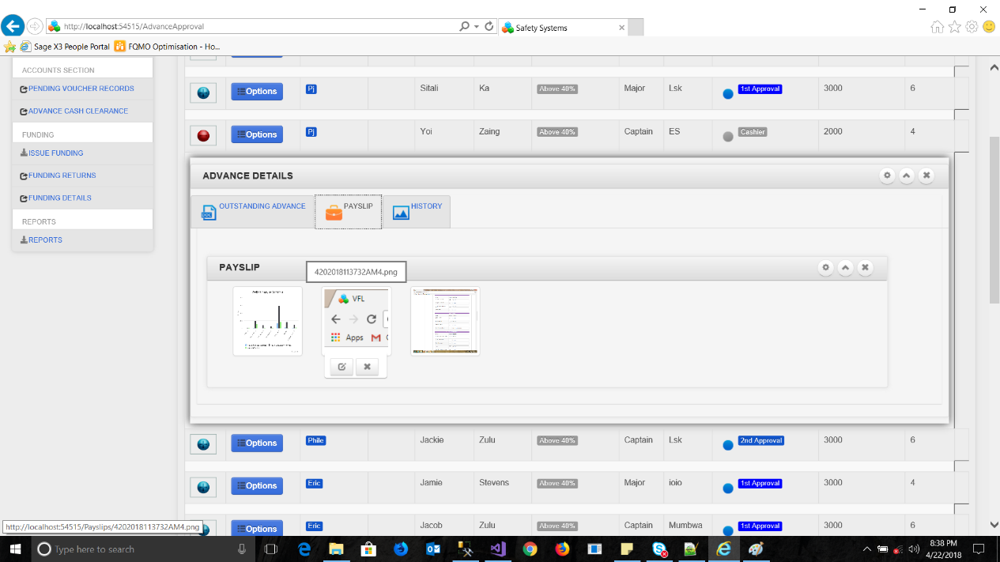 http://localhost:54515/AdvanceApproval
Safety Systems
Sage X3 People Portal
FQMO Optimisation - Ho...
ACCOUNTS SECTION
PENDING VOUCHER RECORDS
ADVANCE CASH CLEARANCE
FUNDING
ISSUE FUNDING
FUNDING RETURNS
FUNDING DETAILS
REPORTS
REPORTS
Options Pj Sitali Ka Above 40% Major Lsk 1st Approval 3000 6
Options Pj Yoi Zaing Above 40% Captain ES Cashier 2000 4
ADVANCE DETAILS
OUTSTANDING ADVANCE PAYSLIP HISTORY
PAYSLIP
4202018113732AM4.png
VFL
Apps
Options Phile Jackie Zulu Above 40% Captain Lsk 2nd Approval 3000 6
Options Eric Jamie Stevens Above 40% Major ioio 1st Approval 3000 4
Options Eric Jacob Zulu Above 40% Captain Mumbwa 1st Approval 3000 6
http://localhost:54515/Payslips/4202018113732AM4.png
Type here to search
8:38 PM
4/22/2018